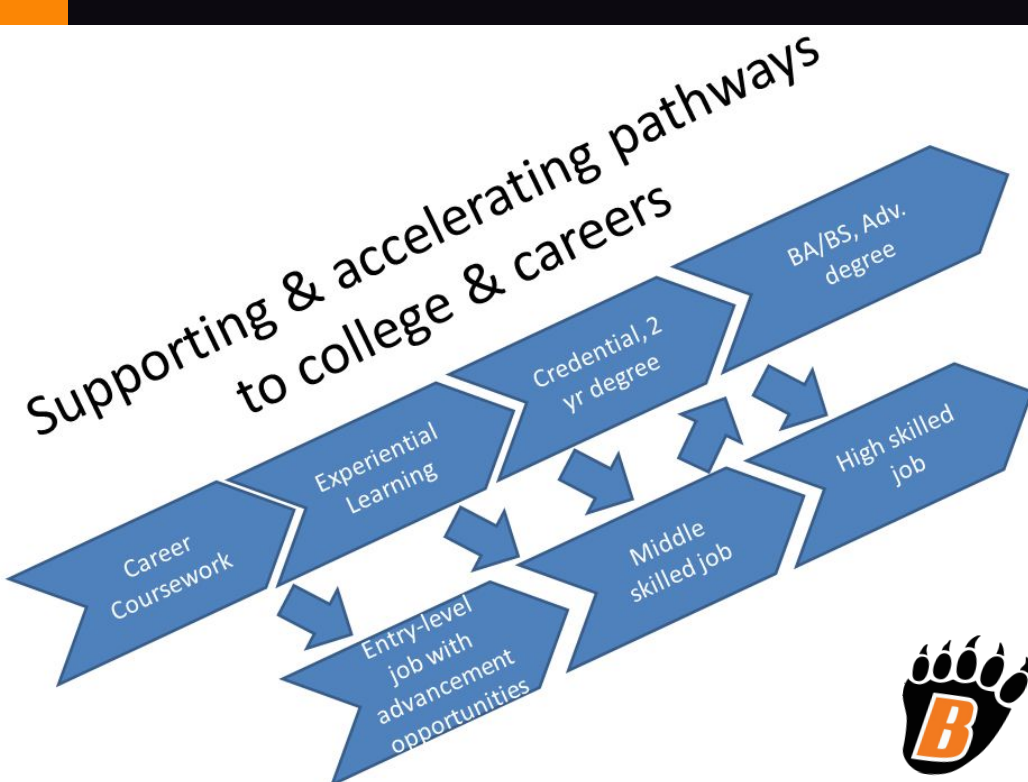 Supporting & accelerating pathways
to college & careers
Career
Coursework
Experiential
Learning
Credential, 2
yr degree
BA/BS, Adv.
degree
Entry-level
job with
advancement
opportunities
Middle
skilled job
High skilled
job
B